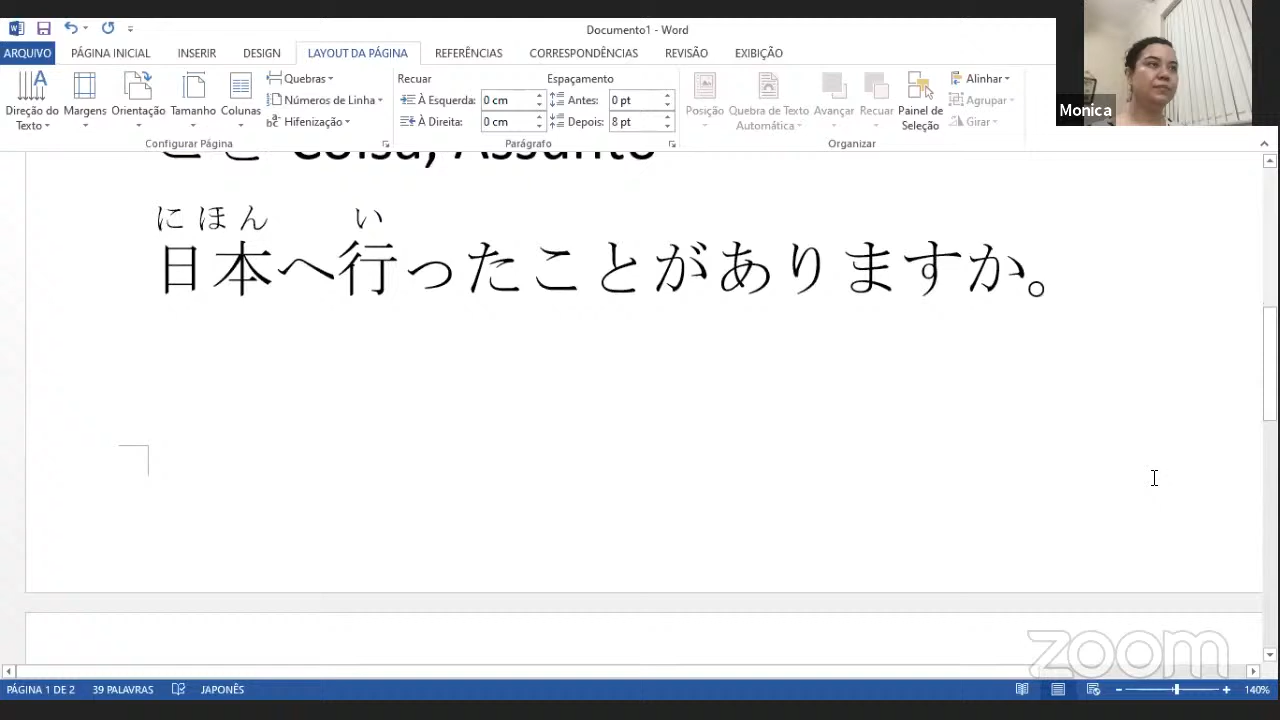 Documento1 - Word
ARQUIVO PÁGINA INICIAL INSERIR DESIGN LAYOUT DA PÁGINA REFERÊNCIAS CORRESPONDÊNCIAS REVISÃO EXIBIÇÃO
Direção do Texto
Margens
Orientação
Tamanho
Colunas
Quebras
Números de Linha
Hifenização
Configurar Página
Recuar
À Esquerda: 0 cm
À Direita: 0 cm
Espaçamento
Antes: 0 pt
Depois: 8 pt
Parágrafo
Posição
Quebra de Texto Automática
Avançar
Recuar
Painel de Seleção
Alinhar
Agrupar
Girar
Organizar
Monica
こと Coisa, Assunto
にほん い
日本へ行ったことがありますか。
zoom
PÁGINA 1 DE 2 39 PALAVRAS JAPONÊS 140%